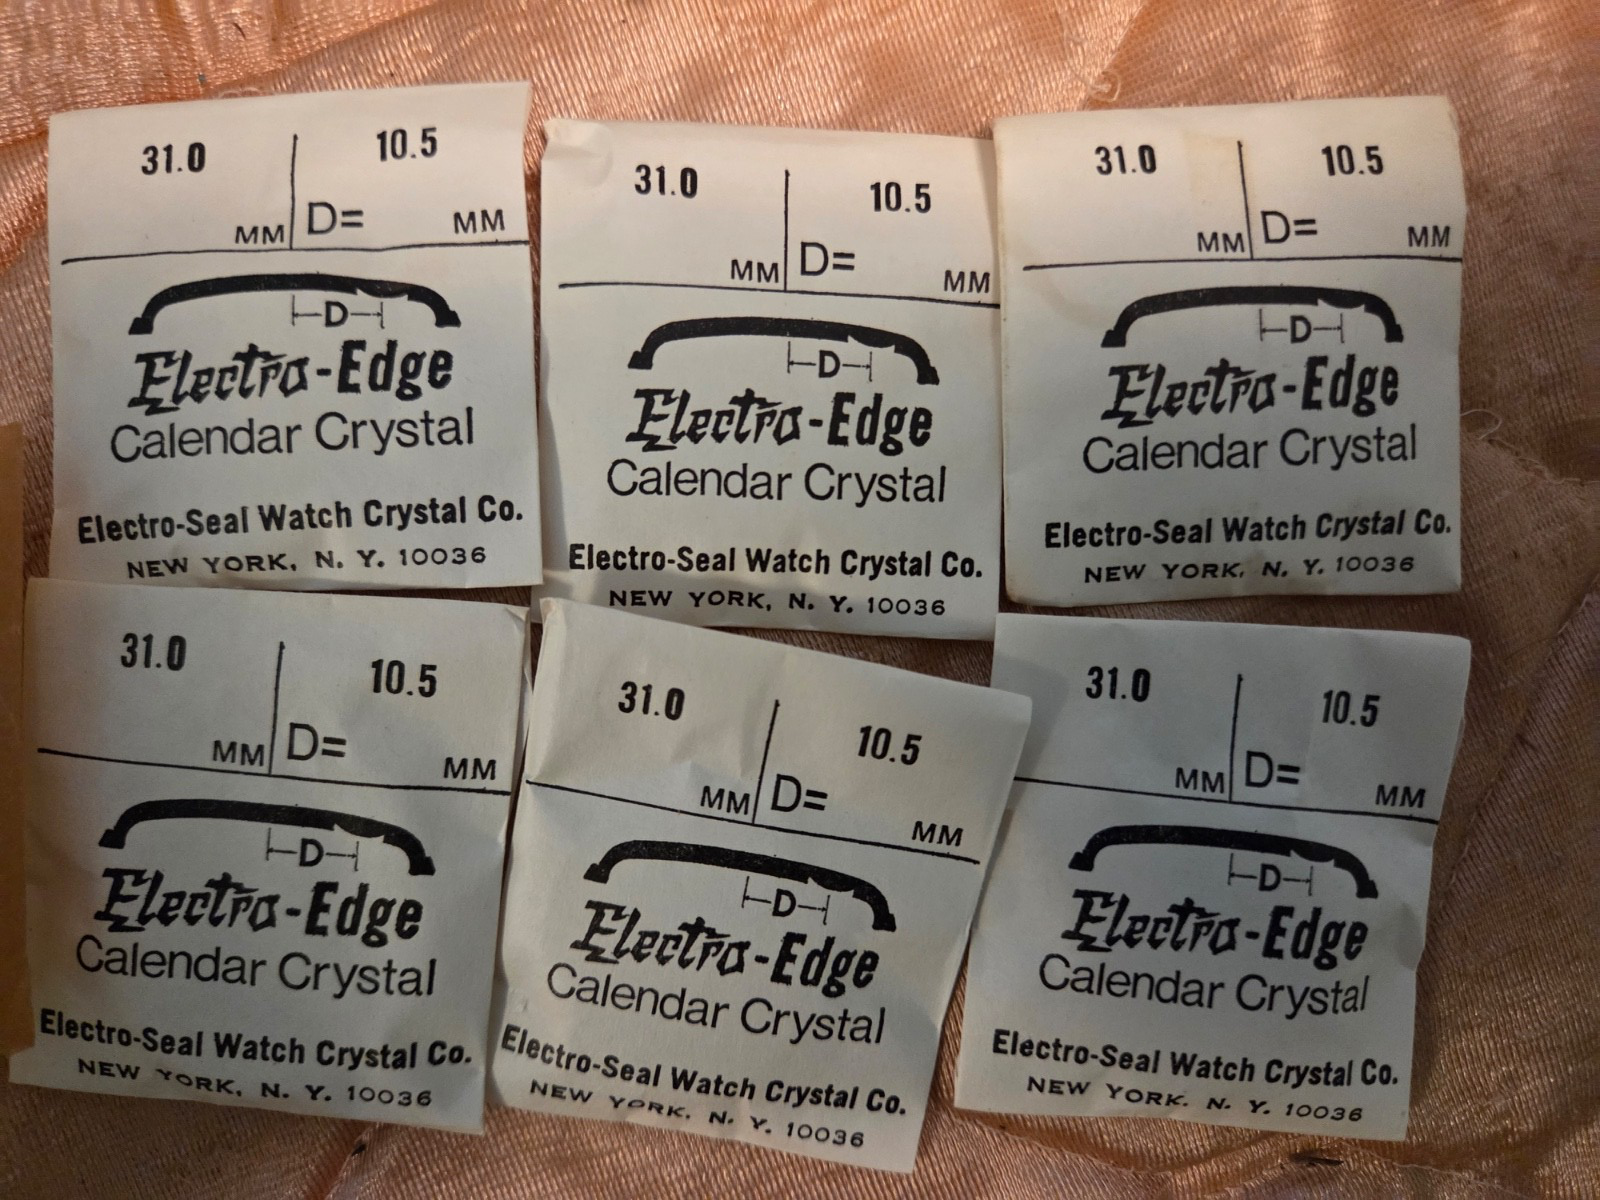 31.0 10.5
MM D= MM
D
Electro-Edge
Calendar Crystal
Electro-Seal Watch Crystal Co.
NEW YORK, N. Y. 10036
31.0 10.5
MM D= MM
D
Electro-Edge
Calendar Crystal
Electro-Seal Watch Crystal Co.
NEW YORK, N. Y. 10036
31.0 10.5
MM D= MM
D
Electro-Edge
Calendar Crystal
Electro-Seal Watch Crystal Co.
NEW YORK, N. Y. 10036
31.0 10.5
MM D= MM
D
Electro-Edge
Calendar Crystal
Electro-Seal Watch Crystal Co.
NEW YORK, N. Y. 10036
31.0 10.5
MM D= MM
D
Electro-Edge
Calendar Crystal
Electro-Seal Watch Crystal Co.
NEW YORK, N. Y. 10036
31.0 10.5
MM D= MM
D
Electro-Edge
Calendar Crystal
Electro-Seal Watch Crystal Co.
NEW YORK, N. Y. 10036